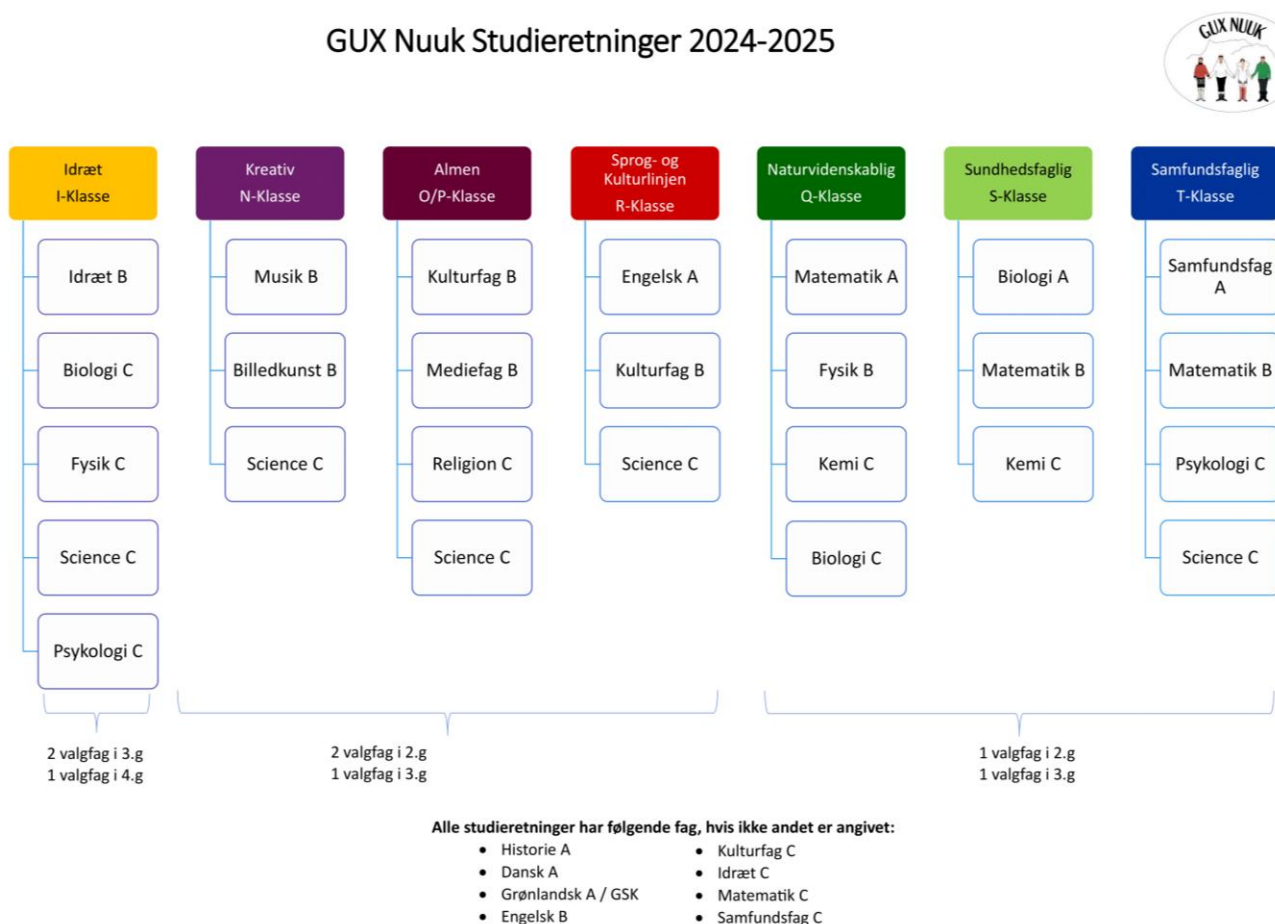 GUX Nuuk Studieretninger 2024-2025
GUX NUUK
Idræt
I-Klasse
Idræt B
Biologi C
Fysik C
Science C
Psykologi C
Kreativ
N-Klasse
Musik B
Billedkunst B
Science C
Almen
O/P-Klasse
Kulturfag B
Mediefag B
Religion C
Science C
Sprog- og
Kulturlinjen
R-Klasse
Engelsk A
Kulturfag B
Science C
Naturvidenskablig
Q-Klasse
Matematik A
Fysik B
Kemi C
Biologi C
Sundhedsfaglig
S-Klasse
Biologi A
Matematik B
Kemi C
Samfundsfaglig
T-Klasse
Samfundsfag
A
Matematik B
Psykologi C
Science C
2 valgfag i 3.g
1 valgfag i 4.g
2 valgfag i 2.g
1 valgfag i 3.g
1 valgfag i 2.g
1 valgfag i 3.g
Alle studieretninger har følgende fag, hvis ikke andet er angivet:
• Historie A
• Dansk A
• Grønlandsk A / GSK
• Engelsk B
• Kulturfag C
• Idræt C
• Matematik C
• Samfundsfag C